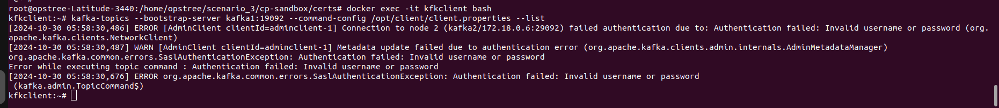 root@opstree-Latitude-3440:/home/opstree/scenario_3/cp-sandbox/certs# docker exec -it kfkclient bash
kfkclient:~# kafka-topics --bootstrap-server kafka1:19092 --command-config /opt/client/client.properties --list
[2024-10-30 05:58:30,486] ERROR [AdminClient clientId=adminclient-1] Connection to node 2 (kafka2/172.18.0.6:29092) failed authentication due to: Authentication failed: Invalid username or password (org.
apache.kafka.clients.NetworkClient)
[2024-10-30 05:58:30,487] WARN [AdminClient clientId=adminclient-1] Metadata update failed due to authentication error (org.apache.kafka.clients.admin.internals.AdminMetadataManager)
org.apache.kafka.common.errors.SaslAuthenticationException: Authentication failed: Invalid username or password
Error while executing topic command : Authentication failed: Invalid username or password
[2024-10-30 05:58:30,676] ERROR org.apache.kafka.common.errors.SaslAuthenticationException: Authentication failed: Invalid username or password
 (kafka.admin.TopicCommand$)
kfkclient:~#